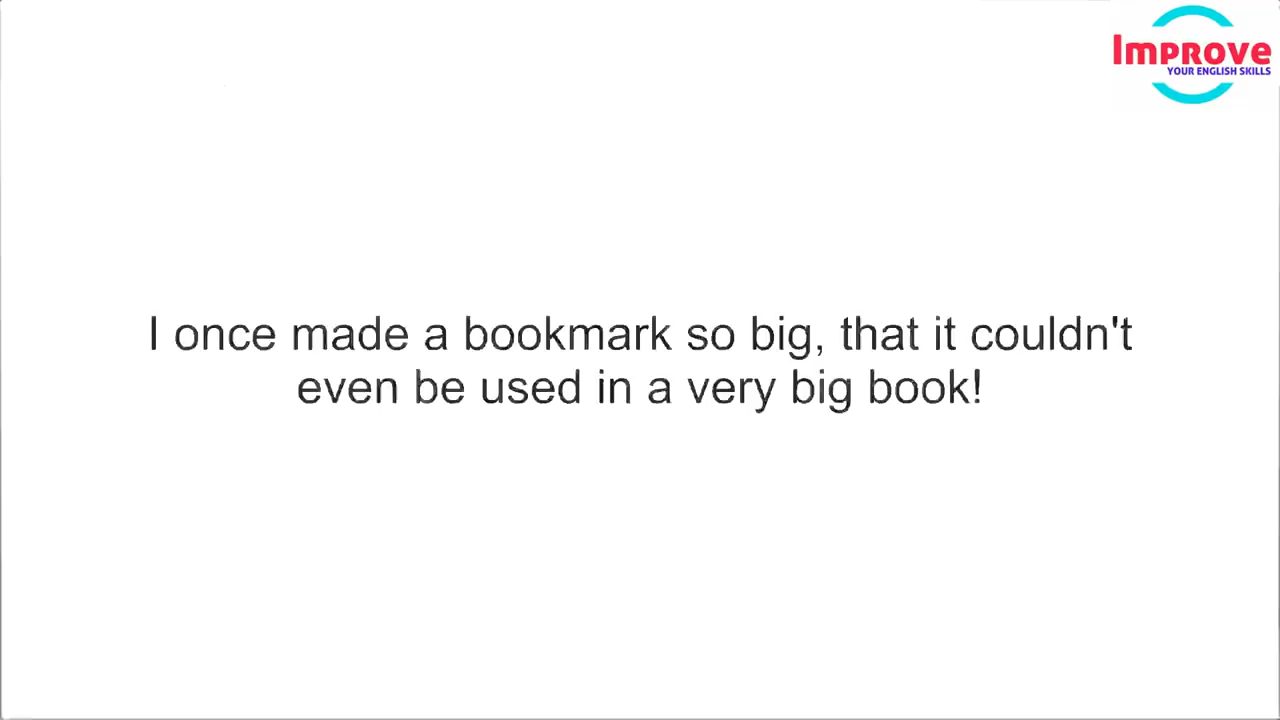 Improve
YOUR ENGLISH SKILLS
I once made a bookmark so big, that it couldn't
even be used in a very big book!